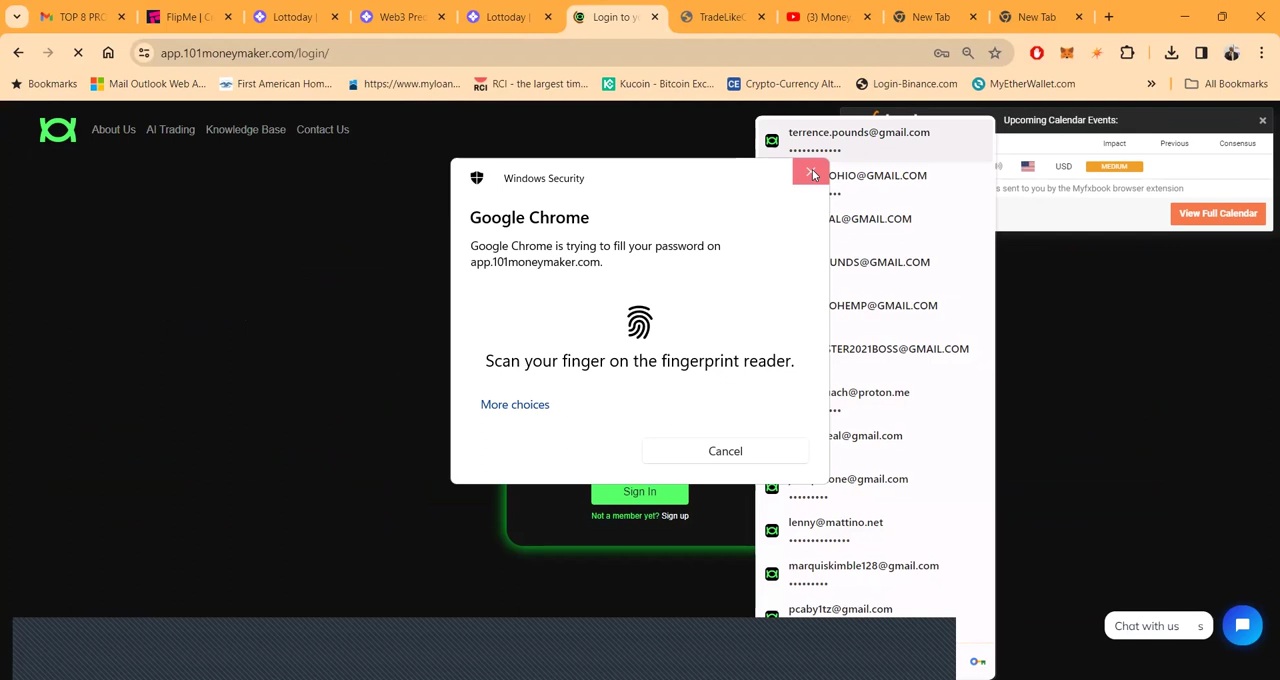 TOP 8 PRO
FlipMe | C
Lottoday |
Web3 Pre
Lottoday |
Login to y
TradeLikeC
(3) Money
New Tab
New Tab
app.101moneymaker.com/login/
Bookmarks
Mail Outlook Web A...
First American Hom...
https://www.myloan...
RCI - the largest tim...
Kucoin - Bitcoin Exc...
Crypto-Currency Alt...
Login-Binance.com
MyEtherWallet.com
»
All Bookmarks
About Us
AI Trading
Knowledge Base
Contact Us
Upcoming Calendar Events:
Impact
Previous
Consensus
USD
MEDIUM
s sent to you by the Myfxbook browser extension
View Full Calendar
terrence.pounds@gmail.com
••••••••••••
OHIO@GMAIL.COM
AL@GMAIL.COM
UNDS@GMAIL.COM
OHEMP@GMAIL.COM
STER2021BOSS@GMAIL.COM
ach@proton.me
eal@gmail.com
one@gmail.com
•••••••••
lenny@mattino.net
••••••••••••••
marquiskimble128@gmail.com
•••••••••
pcaby1tz@gmail.com
Windows Security
Google Chrome
Google Chrome is trying to fill your password on
app.101moneymaker.com.
Scan your finger on the fingerprint reader.
More choices
Cancel
Sign In
Not a member yet? Sign up
Chat with us
s